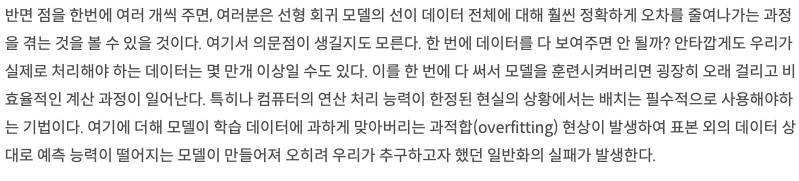 반면 점을 한번에 여러 개씩 주면, 여러분은 선형 회귀 모델의 선이 데이터 전체에 대해 훨씬 정확하게 오차를 줄여나가는 과정
을 겪는 것을 볼 수 있을 것이다. 여기서 의문점이 생길지도 모른다. 한 번에 데이터를 다 보여주면 안 될까? 안타깝게도 우리가
실제로 처리해야 하는 데이터는 몇 만개 이상일 수도 있다. 이를 한 번에 다 써서 모델을 훈련시켜버리면 굉장히 오래 걸리고 비
효율적인 계산 과정이 일어난다. 특히나 컴퓨터의 연산 처리 능력이 한정된 현실의 상황에서는 배치는 필수적으로 사용해야하
는 기법이다. 여기에 더해 모델이 학습 데이터에 과하게 맞아버리는 과적합(overfitting) 현상이 발생하여 표본 외의 데이터 상
대로 예측 능력이 떨어지는 모델이 만들어져 오히려 우리가 추구하고자 했던 일반화의 실패가 발생한다.